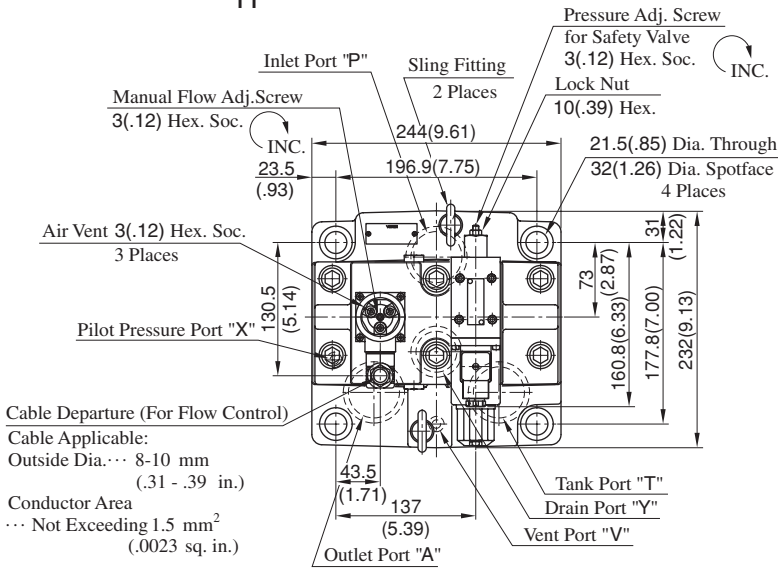 Pressure Adj. Screw
for Safety Valve
3(.12) Hex. Soc.
INC.
Inlet Port "P"
Sling Fitting
2 Places
Lock Nut
10(.39) Hex.
Manual Flow Adj.Screw
3(.12) Hex. Soc.
INC.
244(9.61)
196.9(7.75)
23.5
(.93)
21.5(.85) Dia. Through
32(1.26) Dia. Spotface
4 Places
Air Vent 3(.12) Hex. Soc.
3 Places
31
(1.22)
73
(2.87)
130.5
(5.14)
160.8(6.33)
177.8(7.00)
232(9.13)
Pilot Pressure Port "X"
Cable Departure (For Flow Control)
Cable Applicable:
Outside Dia.··· 8-10 mm
(.31 - .39 in.)
Conductor Area
··· Not Exceeding 1.5 mm²
(.0023 sq. in.)
43.5
(1.71)
137
(5.39)
Tank Port "T"
Drain Port "Y"
Vent Port "V"
Outlet Port "A"